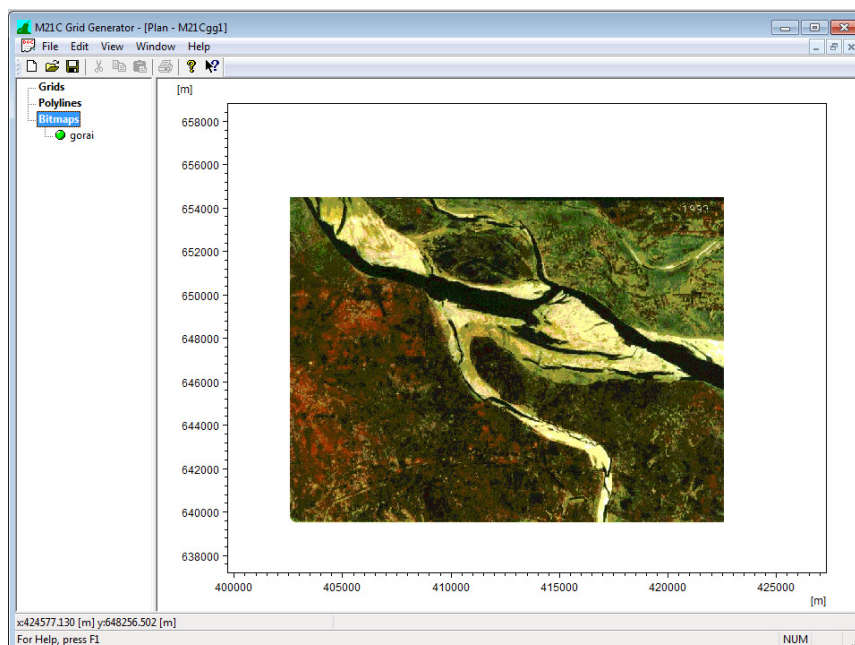 M21C Grid Generator - [Plan - M21Cgg1]
File Edit View Window Help
Grids
Polylines
Bitmaps
gorai
[m]
658000
656000
654000
652000
650000
648000
646000
644000
642000
640000
638000
1993
400000 405000 410000 415000 420000 425000
[m]
x:424577.130 [m] y:648256.502 [m]
For Help, press F1 NUM